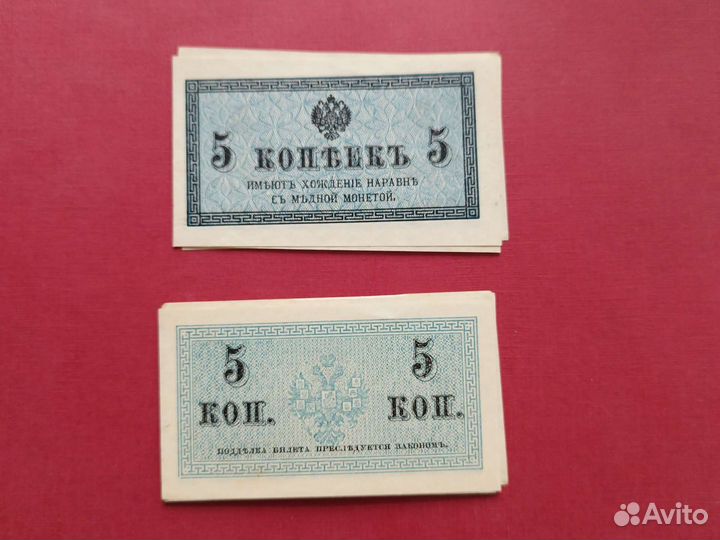 5 КОПѢЕКЪ 5
ИМѢЮТЪ ХОЖДЕНІЕ НАРАВНѢ
СЪ МѢДНОЙ МОНЕТОЙ.
5 5
КОП. КОП.
ПОДДѢЛКА БИЛЕТА ПРЕСЛѢДУЕТСЯ ЗАКОНОМЪ.
Avito